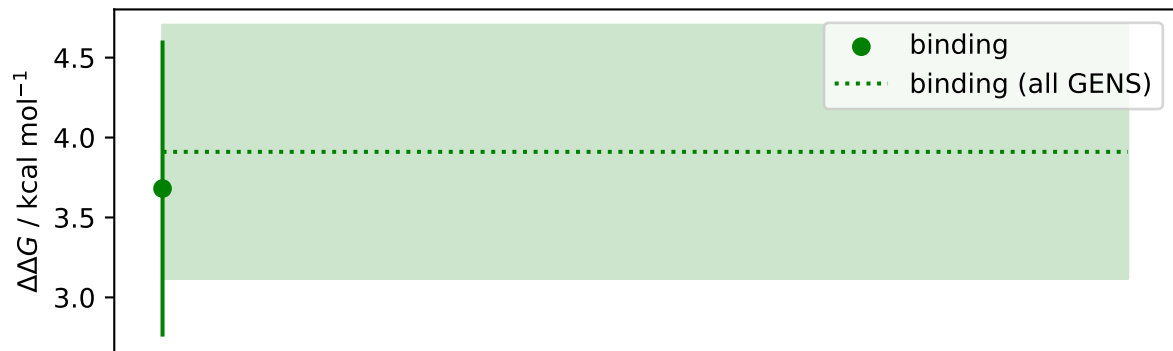 4.5
4.0
3.5
3.0
ΔΔG / kcal mol⁻¹
binding
binding (all GENS)